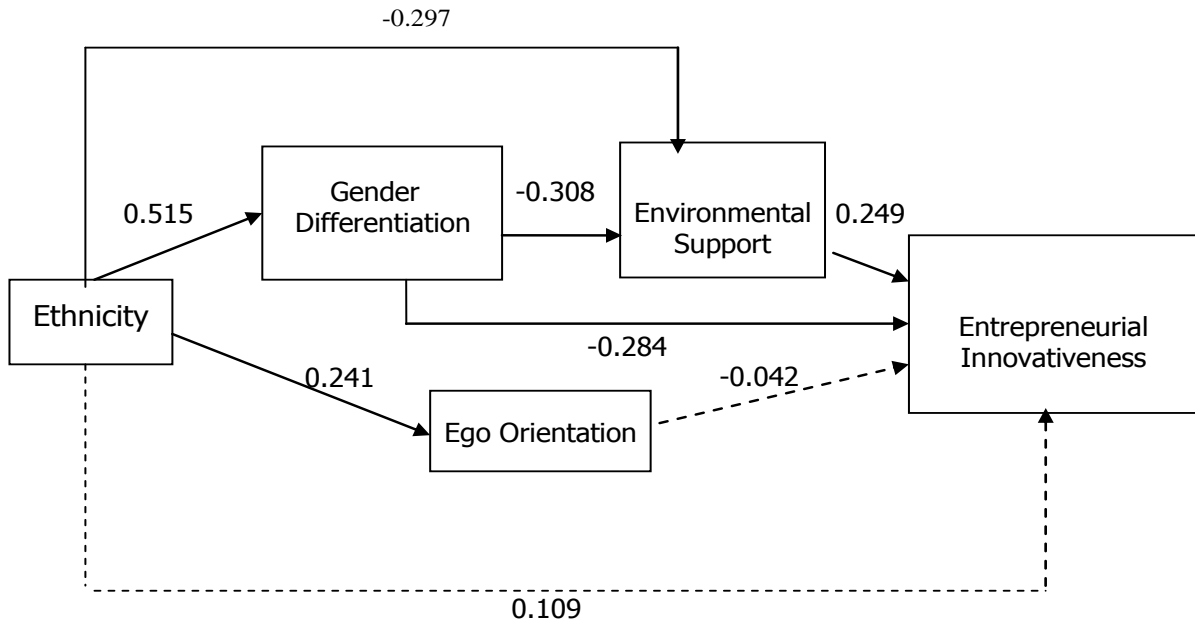 -0.297
Gender
Differentiation
-0.308
Environmental
Support
0.249
0.515
Ethnicity
Entrepreneurial
Innovativeness
-0.284
0.241
-0.042
Ego Orientation
0.109